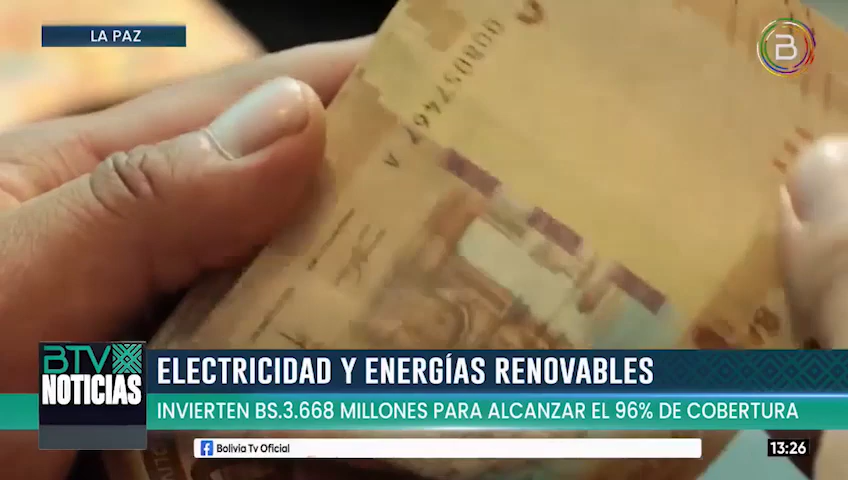 LA PAZ
B
008057467 A
BTV
NOTICIAS
ELECTRICIDAD Y ENERGÍAS RENOVABLES
INVIERTEN BS.3.668 MILLONES PARA ALCANZAR EL 96% DE COBERTURA
Bolivia Tv Oficial
13:26